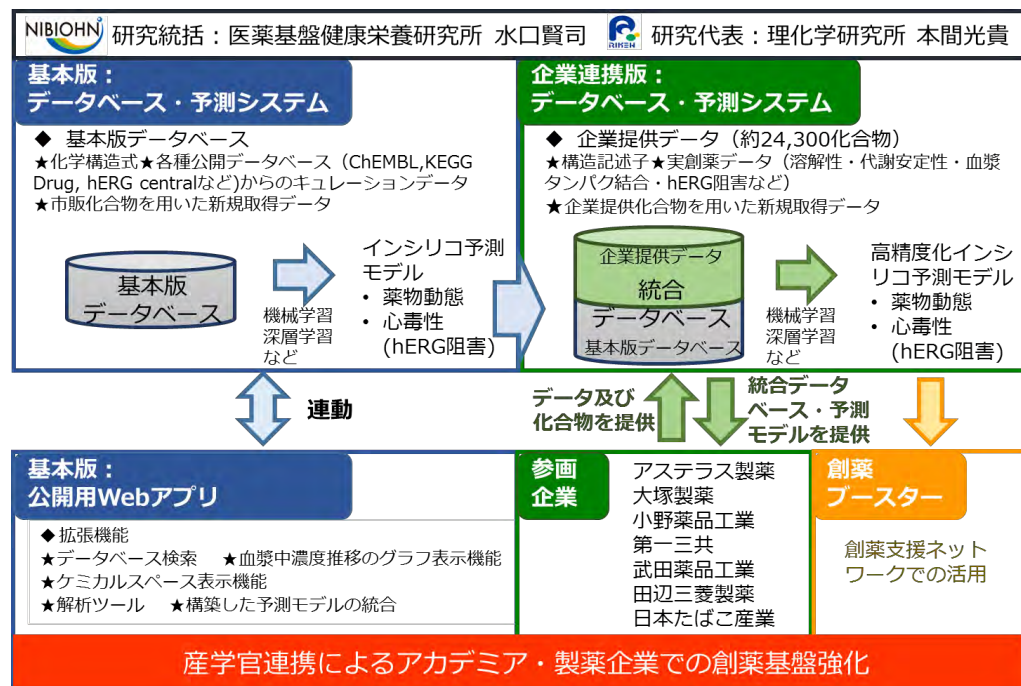 NIBIOHN 研究統括：医薬基盤健康栄養研究所 水口賢司 RIKEN 研究代表：理化学研究所 本間光貴
基本版：
データベース・予測システム
◆ 基本版データベース
★化学構造式★各種公開データベース（ChEMBL,KEGG
Drug, hERG centralなど)からのキュレーションデータ
★市販化合物を用いた新規取得データ
基本版
データベース
機械学習
深層学習
など
インシリコ予測
モデル
• 薬物動態
• 心毒性
(hERG阻害)
企業連携版：
データベース・予測システム
◆ 企業提供データ（約24,300化合物）
★構造記述子★実創薬データ（溶解性・代謝安定性・血漿
タンパク結合・hERG阻害など）
★企業提供化合物を用いた新規取得データ
企業提供データ
統合
データベース
基本版データベース
機械学習
深層学習
など
高精度化インシ
リコ予測モデル
• 薬物動態
• 心毒性
(hERG阻害)
連動
データ及び
化合物を提供
統合データ
ベース・予測
モデルを提供
基本版：
公開用Webアプリ
◆拡張機能
★データベース検索 ★血漿中濃度推移のグラフ表示機能
★ケミカルスペース表示機能
★解析ツール ★構築した予測モデルの統合
参画
企業
アステラス製薬
大塚製薬
小野薬品工業
第一三共
武田薬品工業
田辺三菱製薬
日本たばこ産業
創薬
ブースター
創薬支援ネット
ワークでの活用
産学官連携によるアカデミア・製薬企業での創薬基盤強化